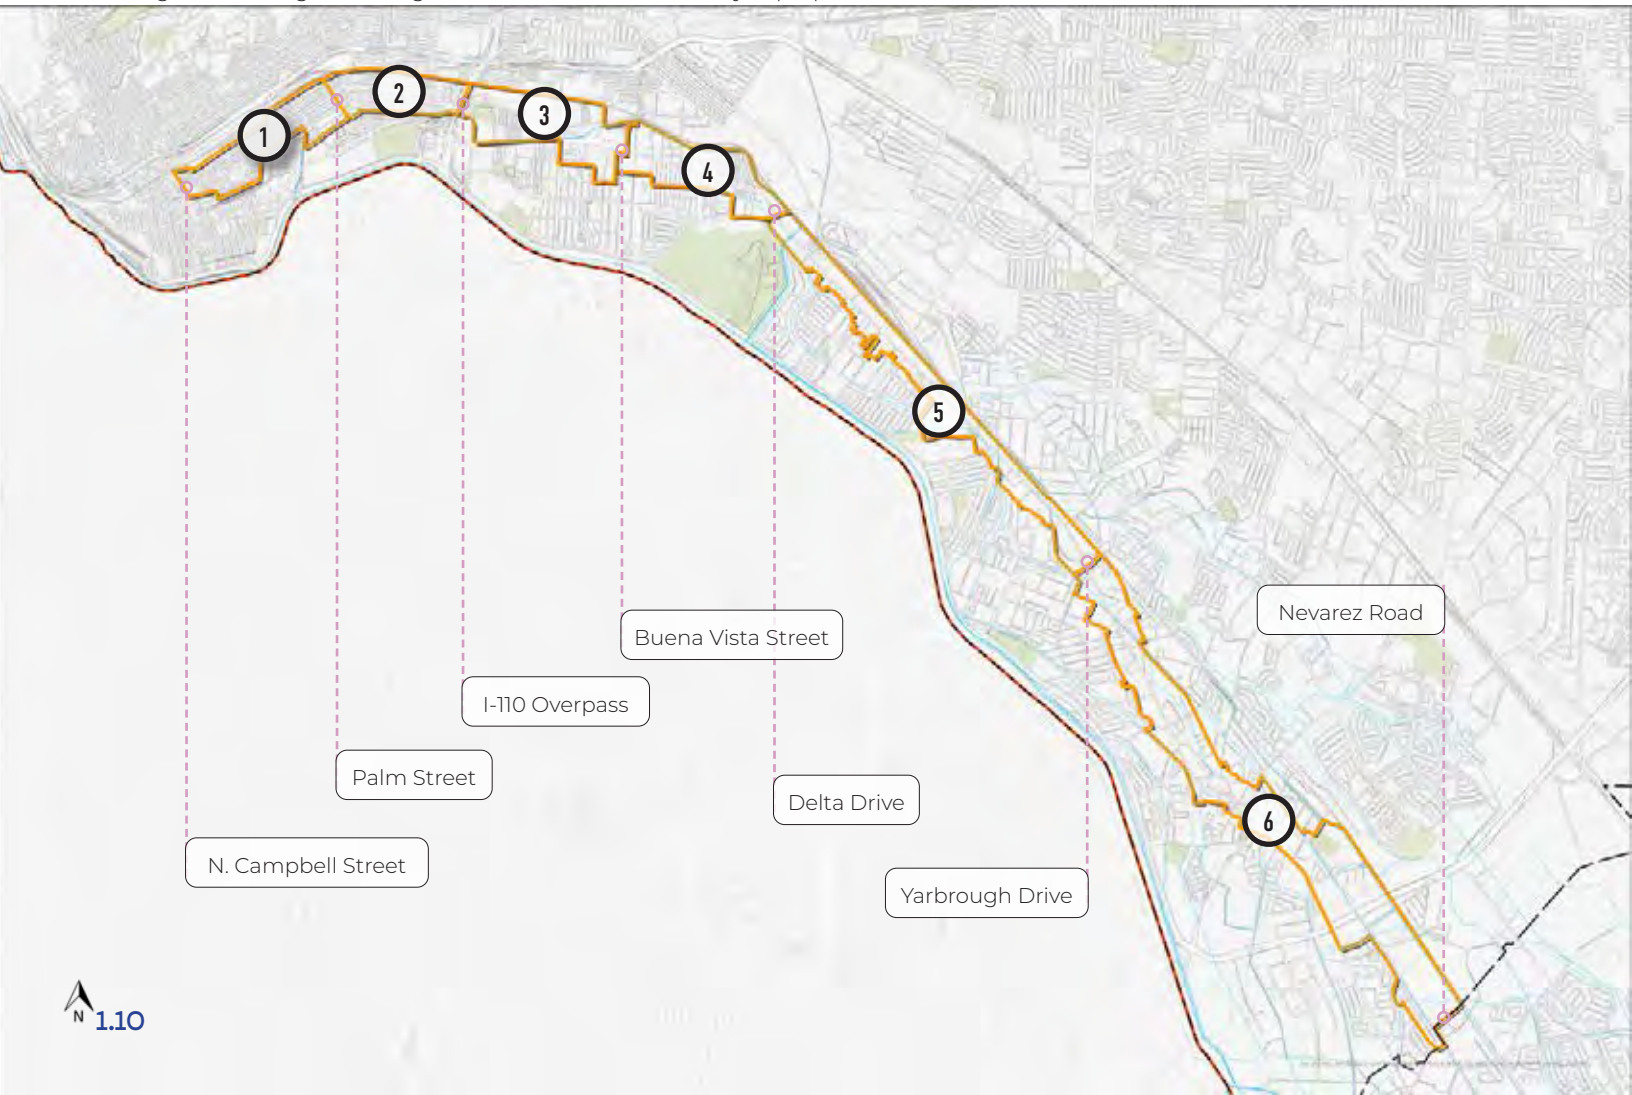 1
2
3
4
5
6
Nevarez Road
Buena Vista Street
I-110 Overpass
Palm Street
Delta Drive
N. Campbell Street
Yarbrough Drive
N
1.10